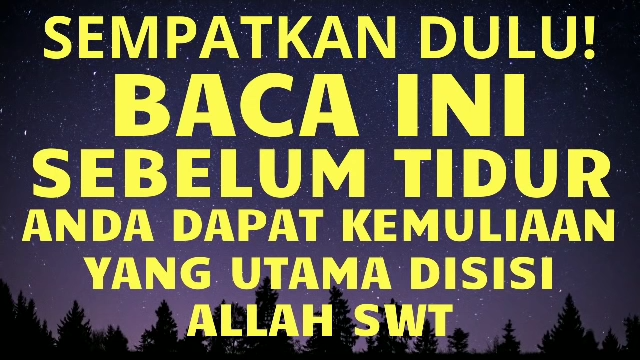 SEMPATKAN DULU!
BACA INI
SEBELUM TIDUR
ANDA DAPAT KEMULIAAN
YANG UTAMA DISISI
ALLAH SWT